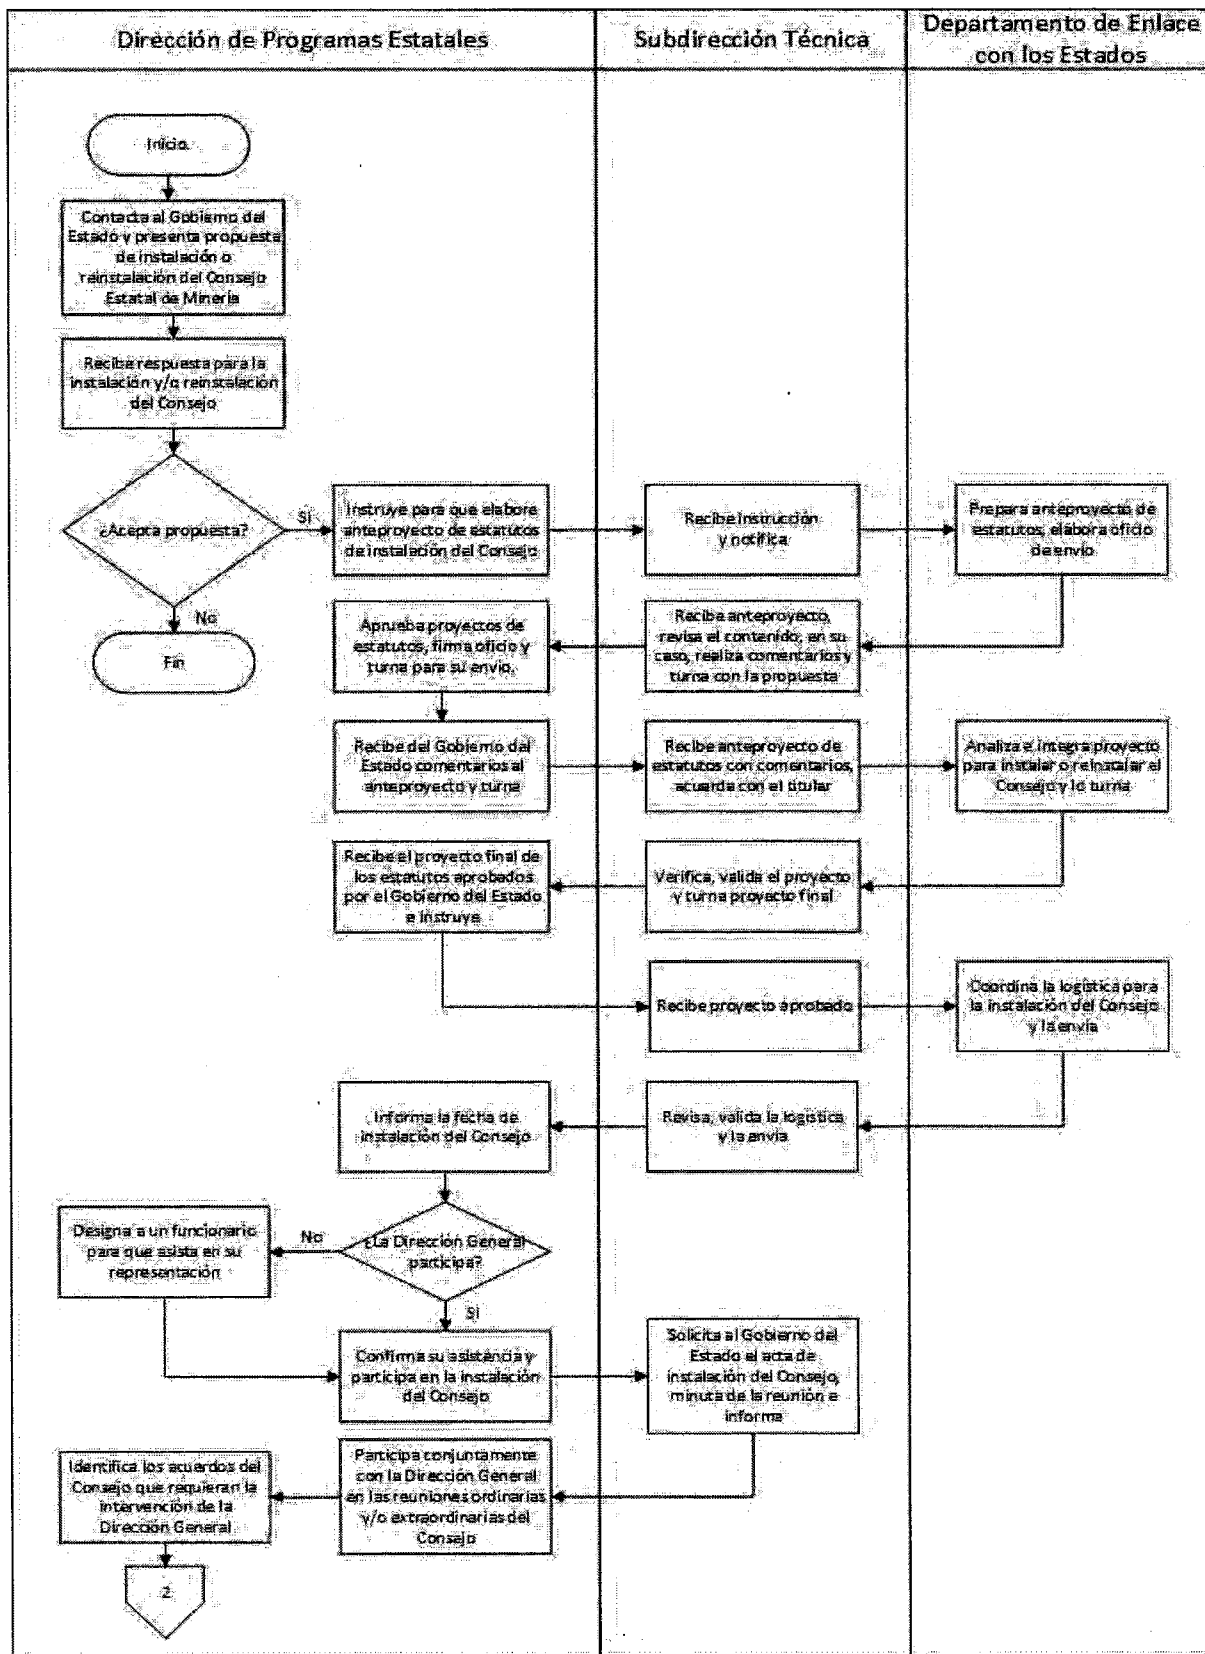 Dirección de Programas Estatales
Subdirección Técnica
Departamento de Enlace
con los Estados
Inicio.
Contacta al Gobierno del
Estado y presenta propuesta
de instalación o
reinstalación del Consejo
Estatal de Minería
Recibe respuesta para la
instalación y/o reinstalación
del Consejo
¿Acepta propuesta?
Sí
No
Fin
Instruye para que elabore
anteproyecto de estatutos
de instalación del Consejo
Recibe instrucción
y notifica
Prepara anteproyecto de
estatutos, elabora oficio
de envío
Recibe anteproyecto,
revisa el contenido, en su
caso, realiza comentarios y
turna con la propuesta
Aprueba proyectos de
estatutos, firma oficio y
turna para su envío.
Recibe del Gobierno del
Estado comentarios al
anteproyecto y turna
Recibe anteproyecto de
estatutos con comentarios,
acuerda con el titular
Analiza e integra proyecto
para instalar o reinstalar el
Consejo y lo turna
Verifica, valida el proyecto
y turna proyecto final
Recibe el proyecto final de
los estatutos aprobados
por el Gobierno del Estado
e instruye
Recibe proyecto aprobado
Coordina la logística para
la instalación del Consejo
y la envía
Revisa, valida la logística
y la envía
Informa la fecha de
instalación del Consejo
¿La Dirección General
participa?
No
Sí
Designa a un funcionario
para que asista en su
representación
Confirma su asistencia y
participa en la instalación
del Consejo
Solicita al Gobierno del
Estado el acta de
instalación del Consejo,
minuta de la reunión e
informa
Participa conjuntamente
con la Dirección General
en las reuniones ordinarias
y/o extraordinarias del
Consejo
Identifica los acuerdos del
Consejo que requieran la
intervención de la
Dirección General
2